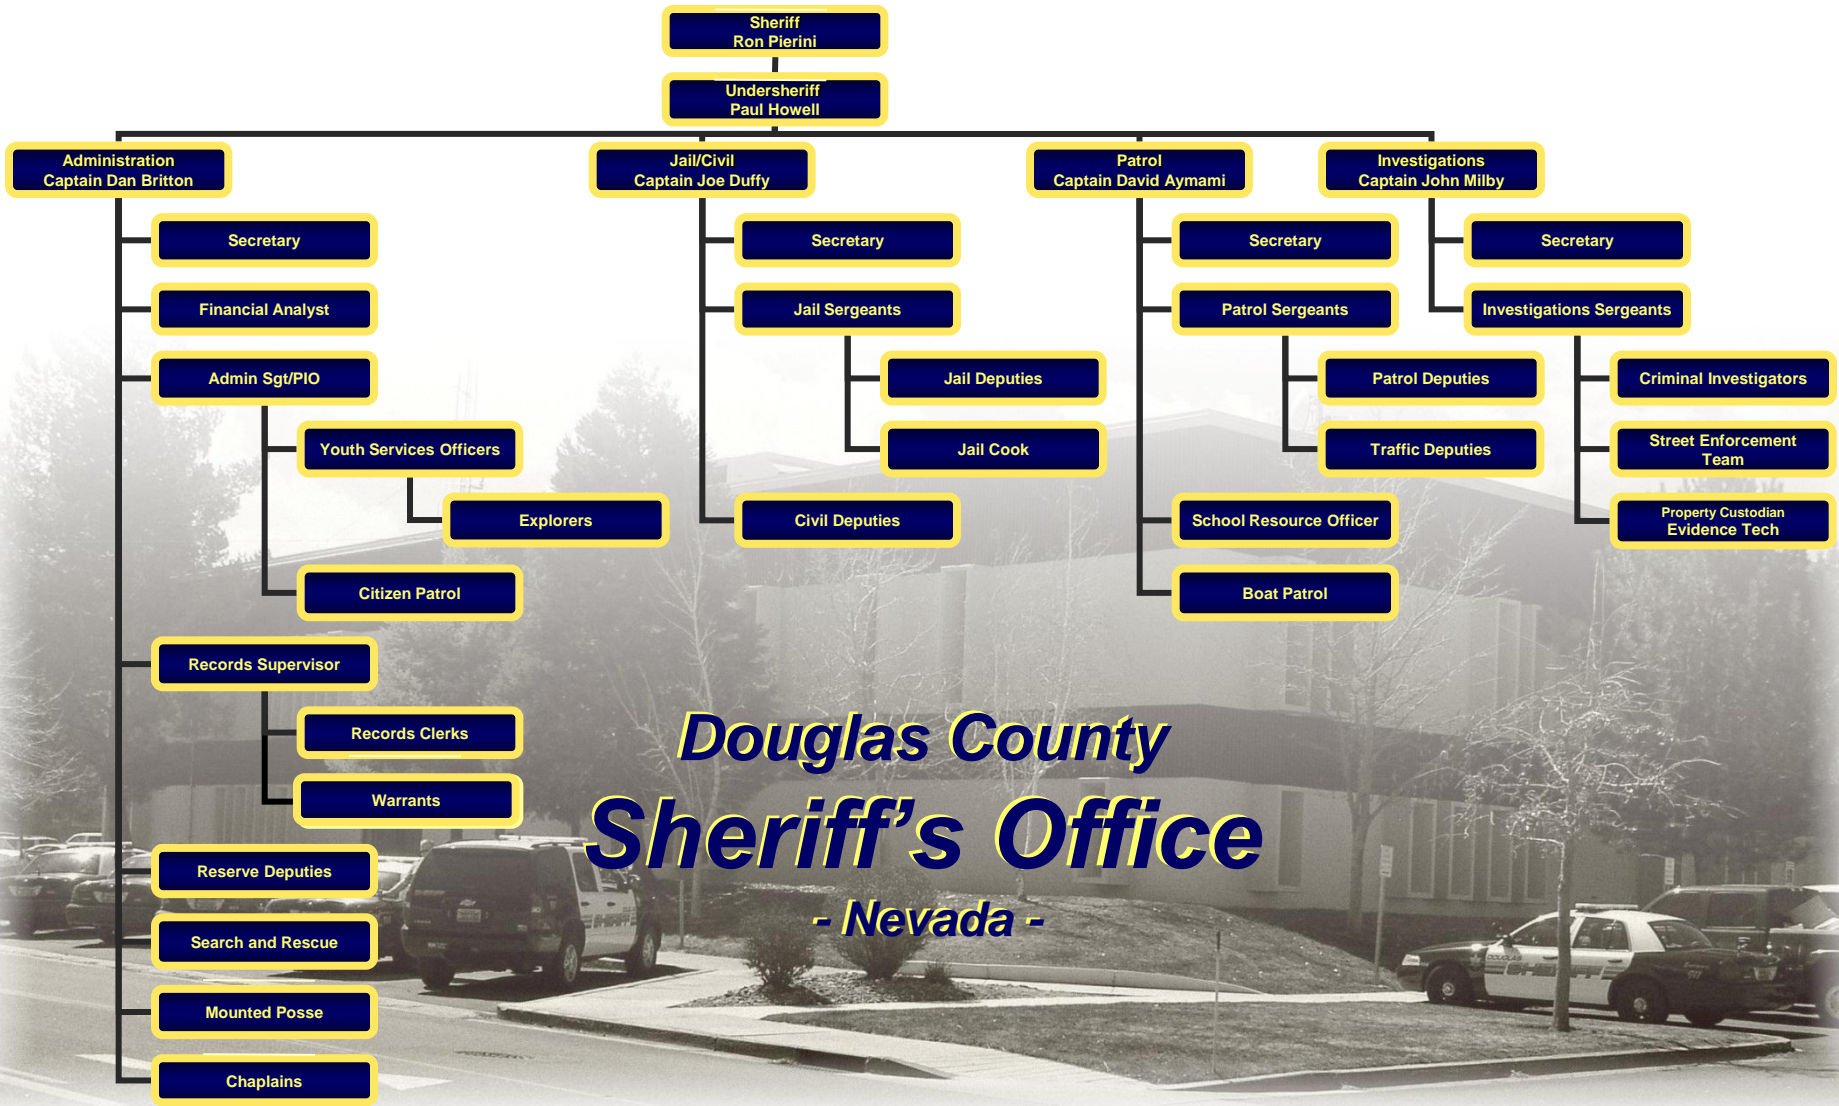 Sheriff
Ron Pierini
Undersheriff
Paul Howell
Administration
Captain Dan Britton
Jail/Civil
Captain Joe Duffy
Patrol
Captain David Aymami
Investigations
Captain John Milby
Secretary
Secretary
Secretary
Secretary
Financial Analyst
Jail Sergeants
Patrol Sergeants
Investigations Sergeants
Admin Sgt/PIO
Jail Deputies
Patrol Deputies
Criminal Investigators
Youth Services Officers
Jail Cook
Traffic Deputies
Street Enforcement
Team
Explorers
Civil Deputies
School Resource Officer
Property Custodian
Evidence Tech
Citizen Patrol
Boat Patrol
Records Supervisor
Records Clerks
Warrants
Reserve Deputies
Search and Rescue
Mounted Posse
Chaplains
Douglas County
Sheriff’s Office
- Nevada -
DOUGLAS
SHERIFF